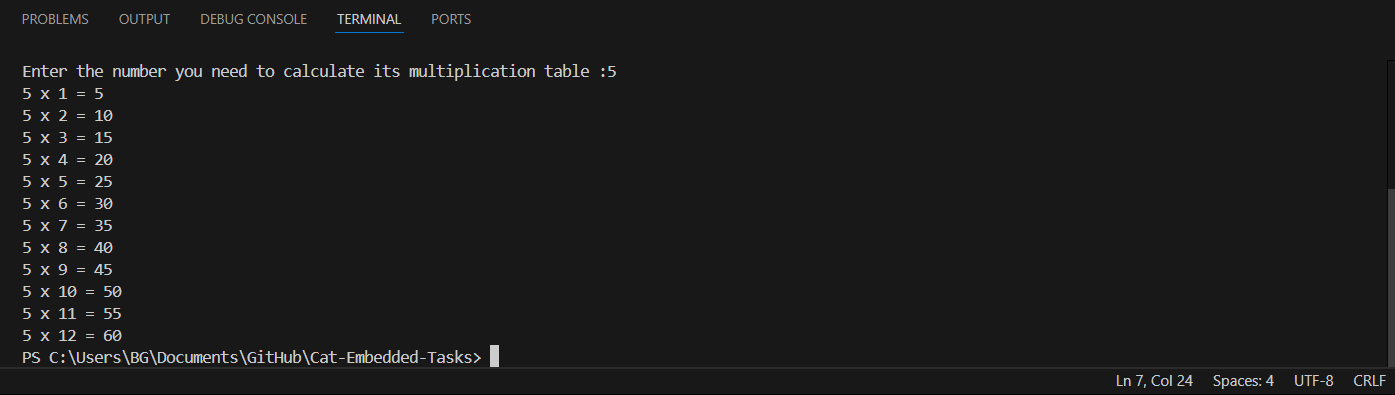 PROBLEMS OUTPUT DEBUG CONSOLE TERMINAL PORTS
Enter the number you need to calculate its multiplication table :5
5 x 1 = 5
5 x 2 = 10
5 x 3 = 15
5 x 4 = 20
5 x 5 = 25
5 x 6 = 30
5 x 7 = 35
5 x 8 = 40
5 x 9 = 45
5 x 10 = 50
5 x 11 = 55
5 x 12 = 60
PS C:\Users\BG\Documents\GitHub\Cat-Embedded-Tasks>
Ln 7, Col 24 Spaces: 4 UTF-8 CRLF